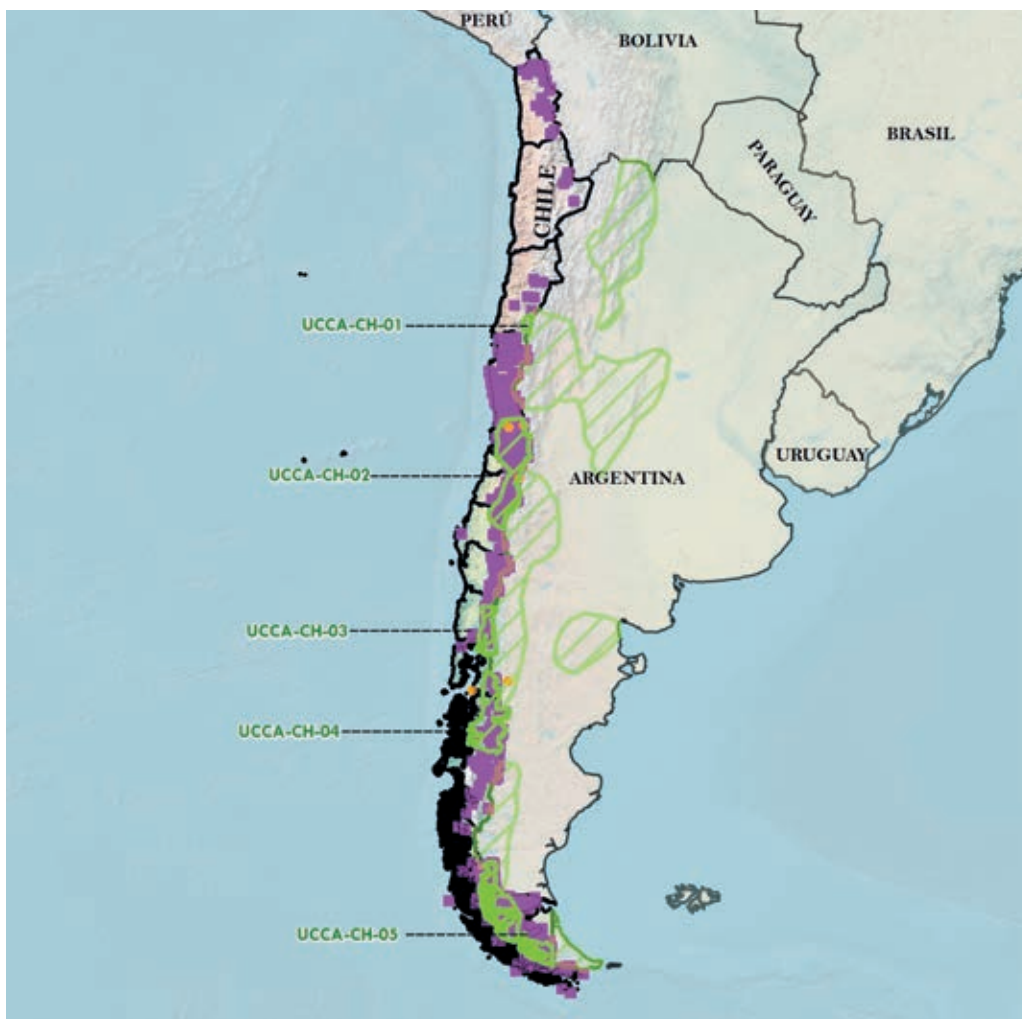 PERÚ
BOLIVIA
BRASIL
PARAGUAY
CHILE
UCCA-CH-01
URUGUAY
UCCA-CH-02
ARGENTINA
UCCA-CH-03
UCCA-CH-04
UCCA-CH-05